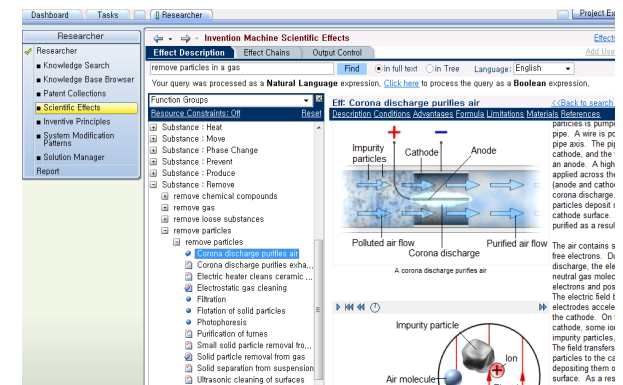 Dashboard Tasks Researcher Project Ex
Researcher
Researcher
Knowledge Search
Knowledge Base Browser
Patent Collections
Scientific Effects
Inventive Principles
System Modification
Patterns
Solution Manager
Report
Invention Machine Scientific Effects
Effects
Effect Description Effect Chains Output Control
Add Use
remove particles in a gas Find in full text in Tree Language: English
Your query was processed as a Natural Language expression, Click here to process the query as a Boolean expression,
Function Groups
Resource Constraints: Off Reset
Substance : Heat
Substance : Move
Substance : Phase Change
Substance : Prevent
Substance : Produce
Substance : Remove
remove chemical compounds
remove gas
remove loose substances
remove particles
remove particles
Corona discharge purifies air
Corona discharge purifies exha...
Electric heater cleans ceramic ...
Electrostatic gas cleaning
Filtration
Flotation of solid particles
Photophoresis
Purification of fumes
Small solid particle removal fro...
Solid particle removal from gas
Solid separation from suspension
Ultrasonic cleaning of surfaces
Eff: Corona discharge purifies air <<Back to search
Description Conditions Advantages Formula Limitations Materials References
+ −
Impurity
particles
Cathode
Anode
Polluted air flow
Corona discharge
Purified air flow
A corona discharge purifies air
Impurity particle
Ion
+
Air molecule
particles is pump
pipe. A wire is po
pipe axis. The pip
cathode, and the
an anode. A high
applied across the
(anode and catho
corona discharge.
particles deposit o
cathode surface.
purified as a resul
The air contains s
free electrons. Du
discharge, the ele
neutral gas molec
electrons and pos
The electric field b
electrodes accele
the cathode. On
cathode, some ion
impurity particles,
The field transfers
particles to the ca
depositing them o
surface. As a res